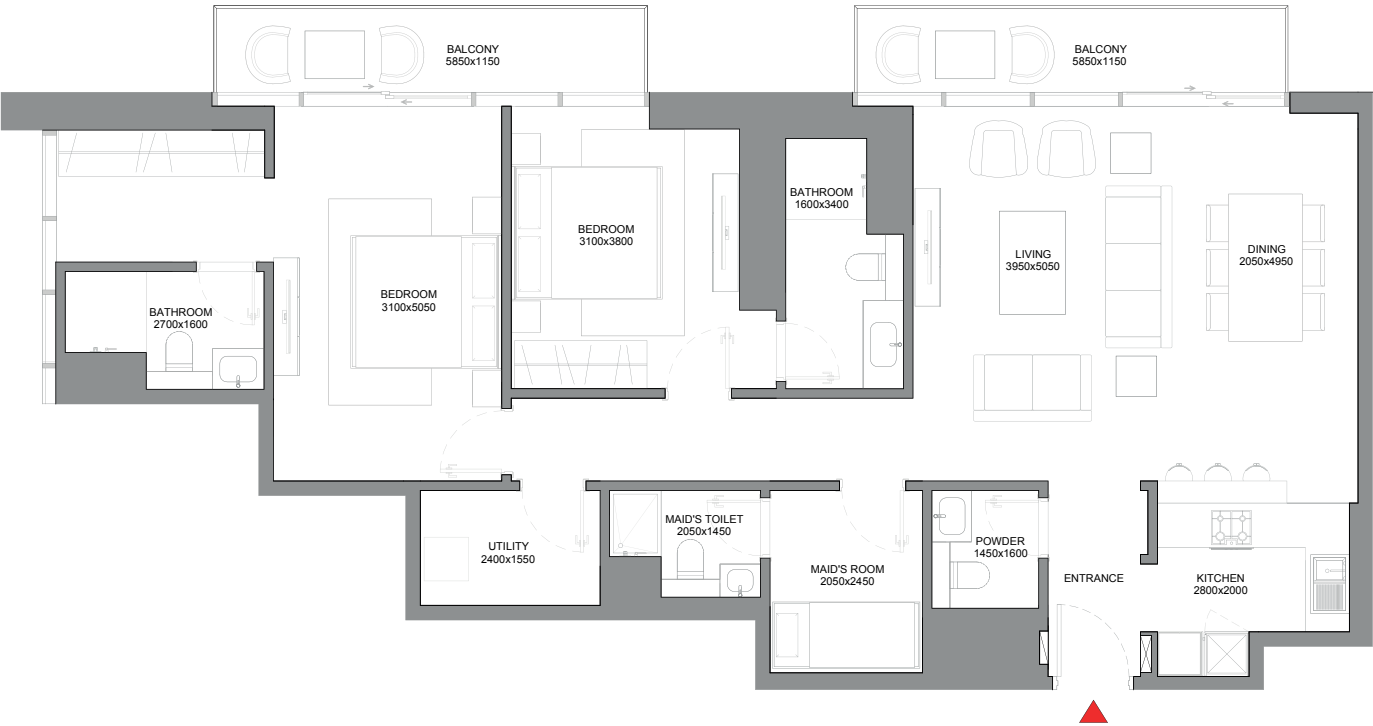 BALCONY
5850x1150
BALCONY
5850x1150
BATHROOM
1600x3400
BEDROOM
3100x3800
LIVING
3950x5050
DINING
2050x4950
BEDROOM
3100x5050
BATHROOM
2700x1600
MAID'S TOILET
2050x1450
UTILITY
2400x1550
POWDER
1450x1600
MAID'S ROOM
2050x2450
ENTRANCE
KITCHEN
2800x2000